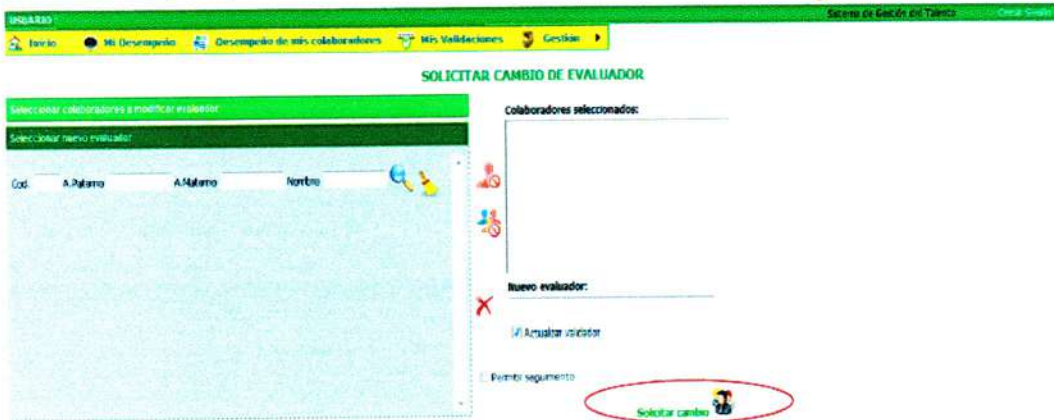 USUARIO
Sistema de Gestión del Talento Cerrar Sesión
Inicio Mi Desempeño Desempeño de mis colaboradores Mis Validaciones Gestión
SOLICITAR CAMBIO DE EVALUADOR
Seleccionar colaboradores a modificar evaluador
Seleccionar nuevo evaluador
Cod. A.Paterno A.Materno Nombre
Colaboradores seleccionados:
Nuevo evaluador:
Actualizar validador
Permitir seguimiento
Solicitar cambio